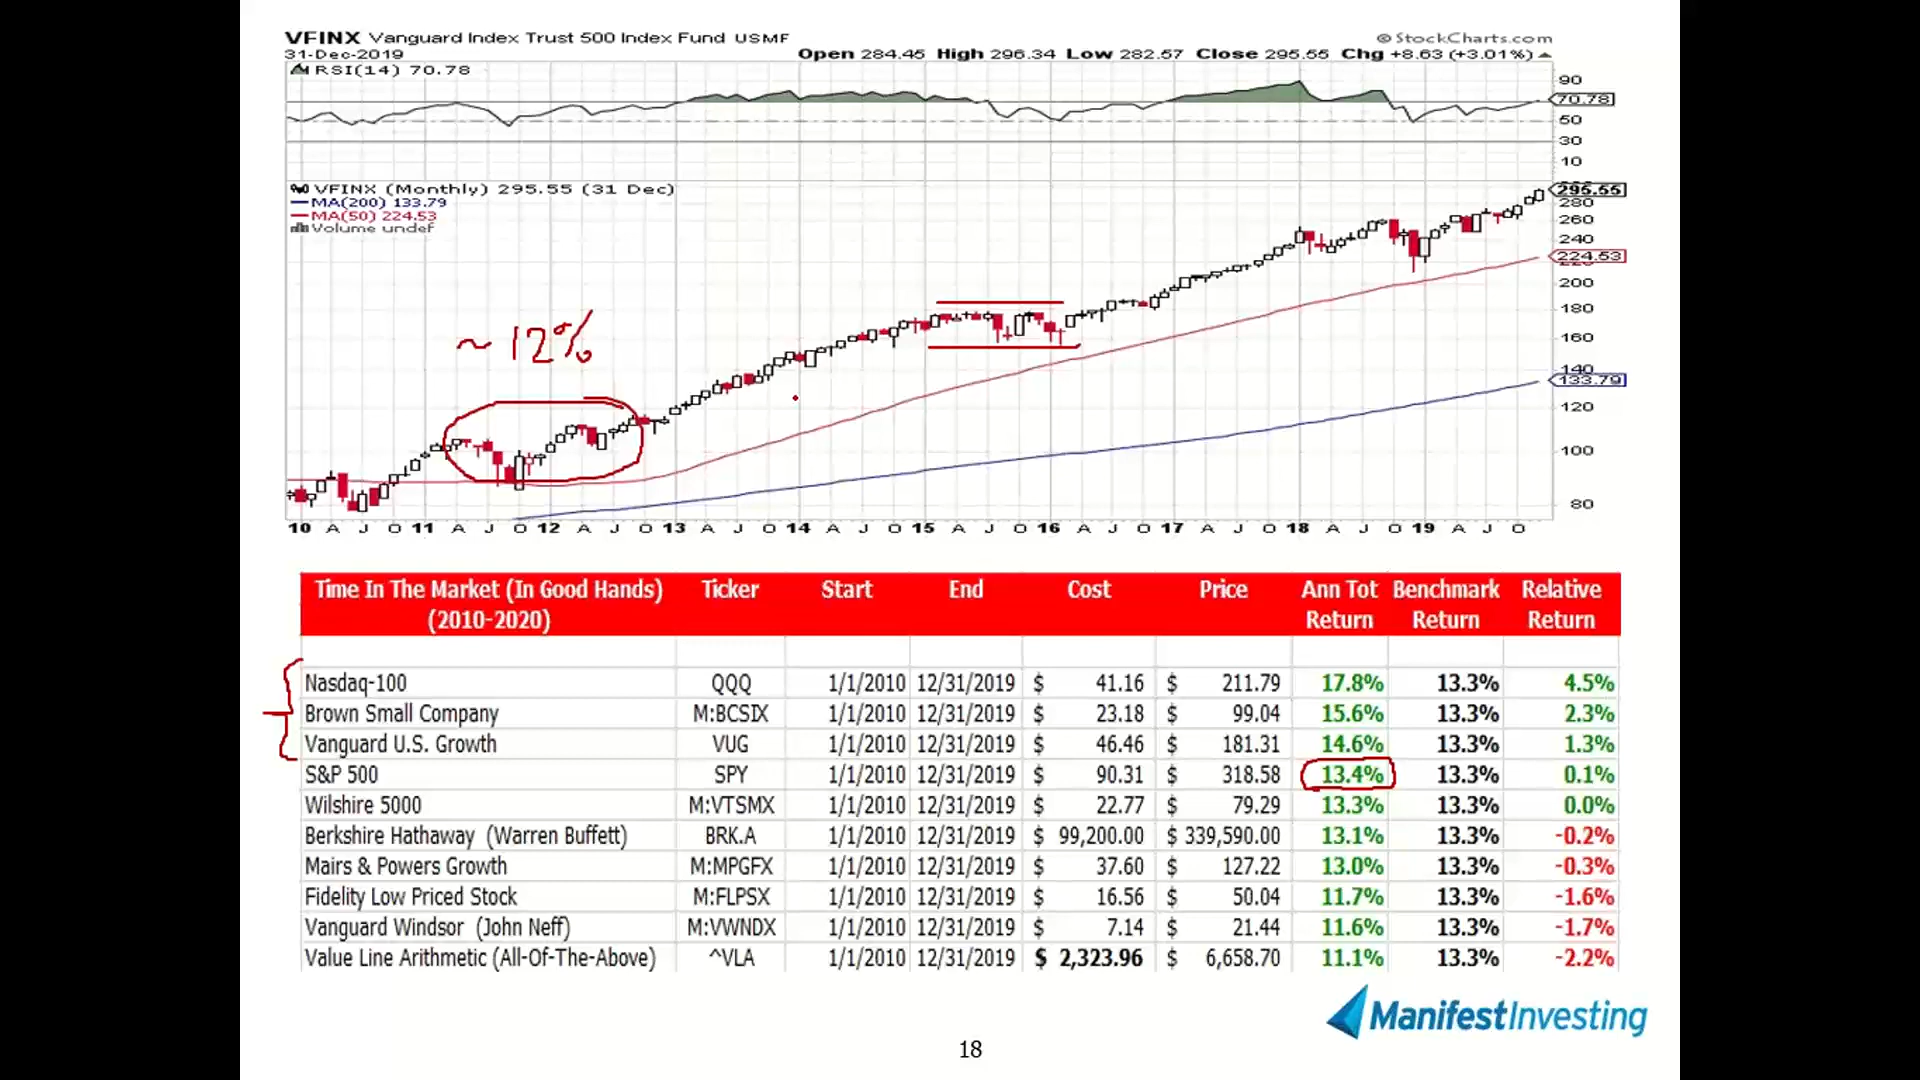 VFINX Vanguard Index Trust 500 Index Fund USMF
© StockCharts.com
31-Dec-2019
Open 284.45 High 296.34 Low 282.57 Close 295.55 Chg +8.63 (+3.01%)
RSI(14) 70.78
90
70.78
50
30
10
VFINX (Monthly) 295.55 (31 Dec)
MA(200) 133.79
MA(50) 224.53
Volume undef
295.55
280
260
240
224.53
200
180
160
140
133.79
120
100
80
~ 12%
10 A J O 11 A J O 12 A J O 13 A J O 14 A J O 15 A J O 16 A J O 17 A J O 18 A J O 19 A J O
Time In The Market (In Good Hands) (2010-2020) Ticker Start End Cost Price Ann Tot Return Benchmark Return Relative Return
Nasdaq-100 QQQ 1/1/2010 12/31/2019 $ 41.16 $ 211.79 17.8% 13.3% 4.5%
Brown Small Company M:BCSIX 1/1/2010 12/31/2019 $ 23.18 $ 99.04 15.6% 13.3% 2.3%
Vanguard U.S. Growth VUG 1/1/2010 12/31/2019 $ 46.46 $ 181.31 14.6% 13.3% 1.3%
S&P 500 SPY 1/1/2010 12/31/2019 $ 90.31 $ 318.58 13.4% 13.3% 0.1%
Wilshire 5000 M:VTSMX 1/1/2010 12/31/2019 $ 22.77 $ 79.29 13.3% 13.3% 0.0%
Berkshire Hathaway (Warren Buffett) BRK.A 1/1/2010 12/31/2019 $ 99,200.00 $ 339,590.00 13.1% 13.3% -0.2%
Mairs & Powers Growth M:MPGFX 1/1/2010 12/31/2019 $ 37.60 $ 127.22 13.0% 13.3% -0.3%
Fidelity Low Priced Stock M:FLPSX 1/1/2010 12/31/2019 $ 16.56 $ 50.04 11.7% 13.3% -1.6%
Vanguard Windsor (John Neff) M:VWNDX 1/1/2010 12/31/2019 $ 7.14 $ 21.44 11.6% 13.3% -1.7%
Value Line Arithmetic (All-Of-The-Above) ^VLA 1/1/2010 12/31/2019 $ 2,323.96 $ 6,658.70 11.1% 13.3% -2.2%
ManifestInvesting
18